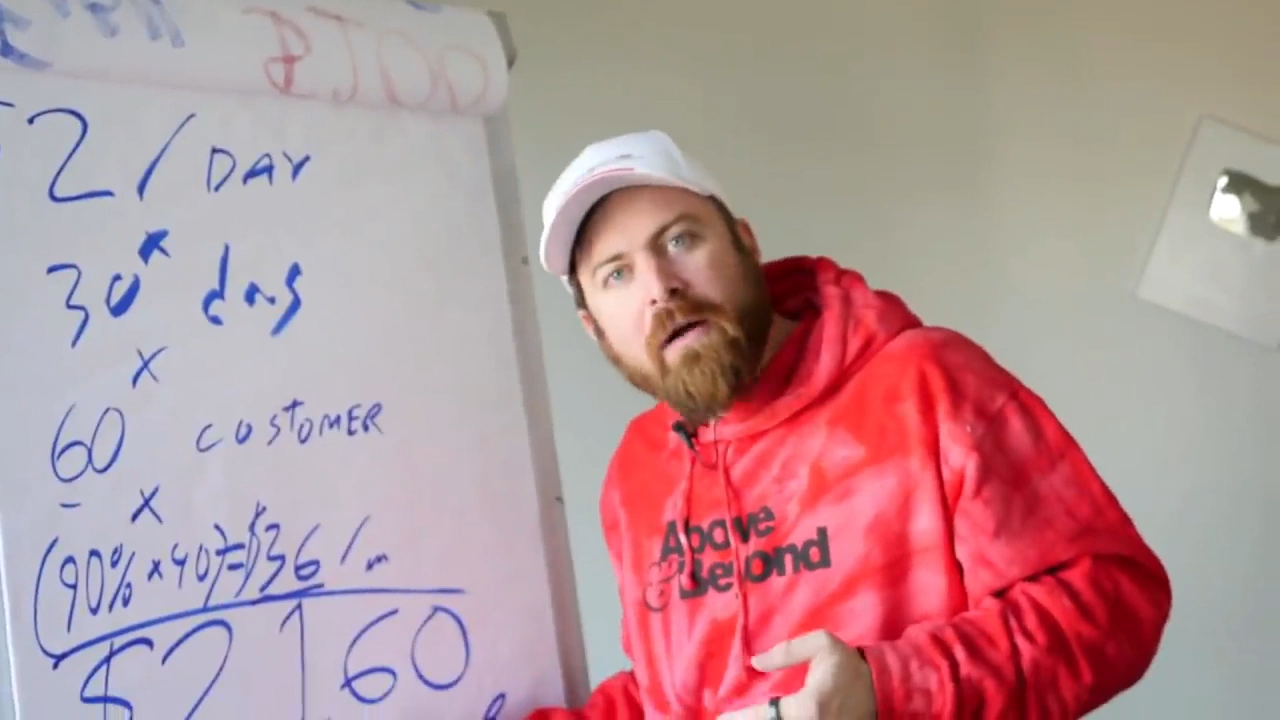 2 / DAY
x
30 days
x
60 CUSTOMER
x
(90% x 40) = $36 / m
$2160
Above
& Beyond